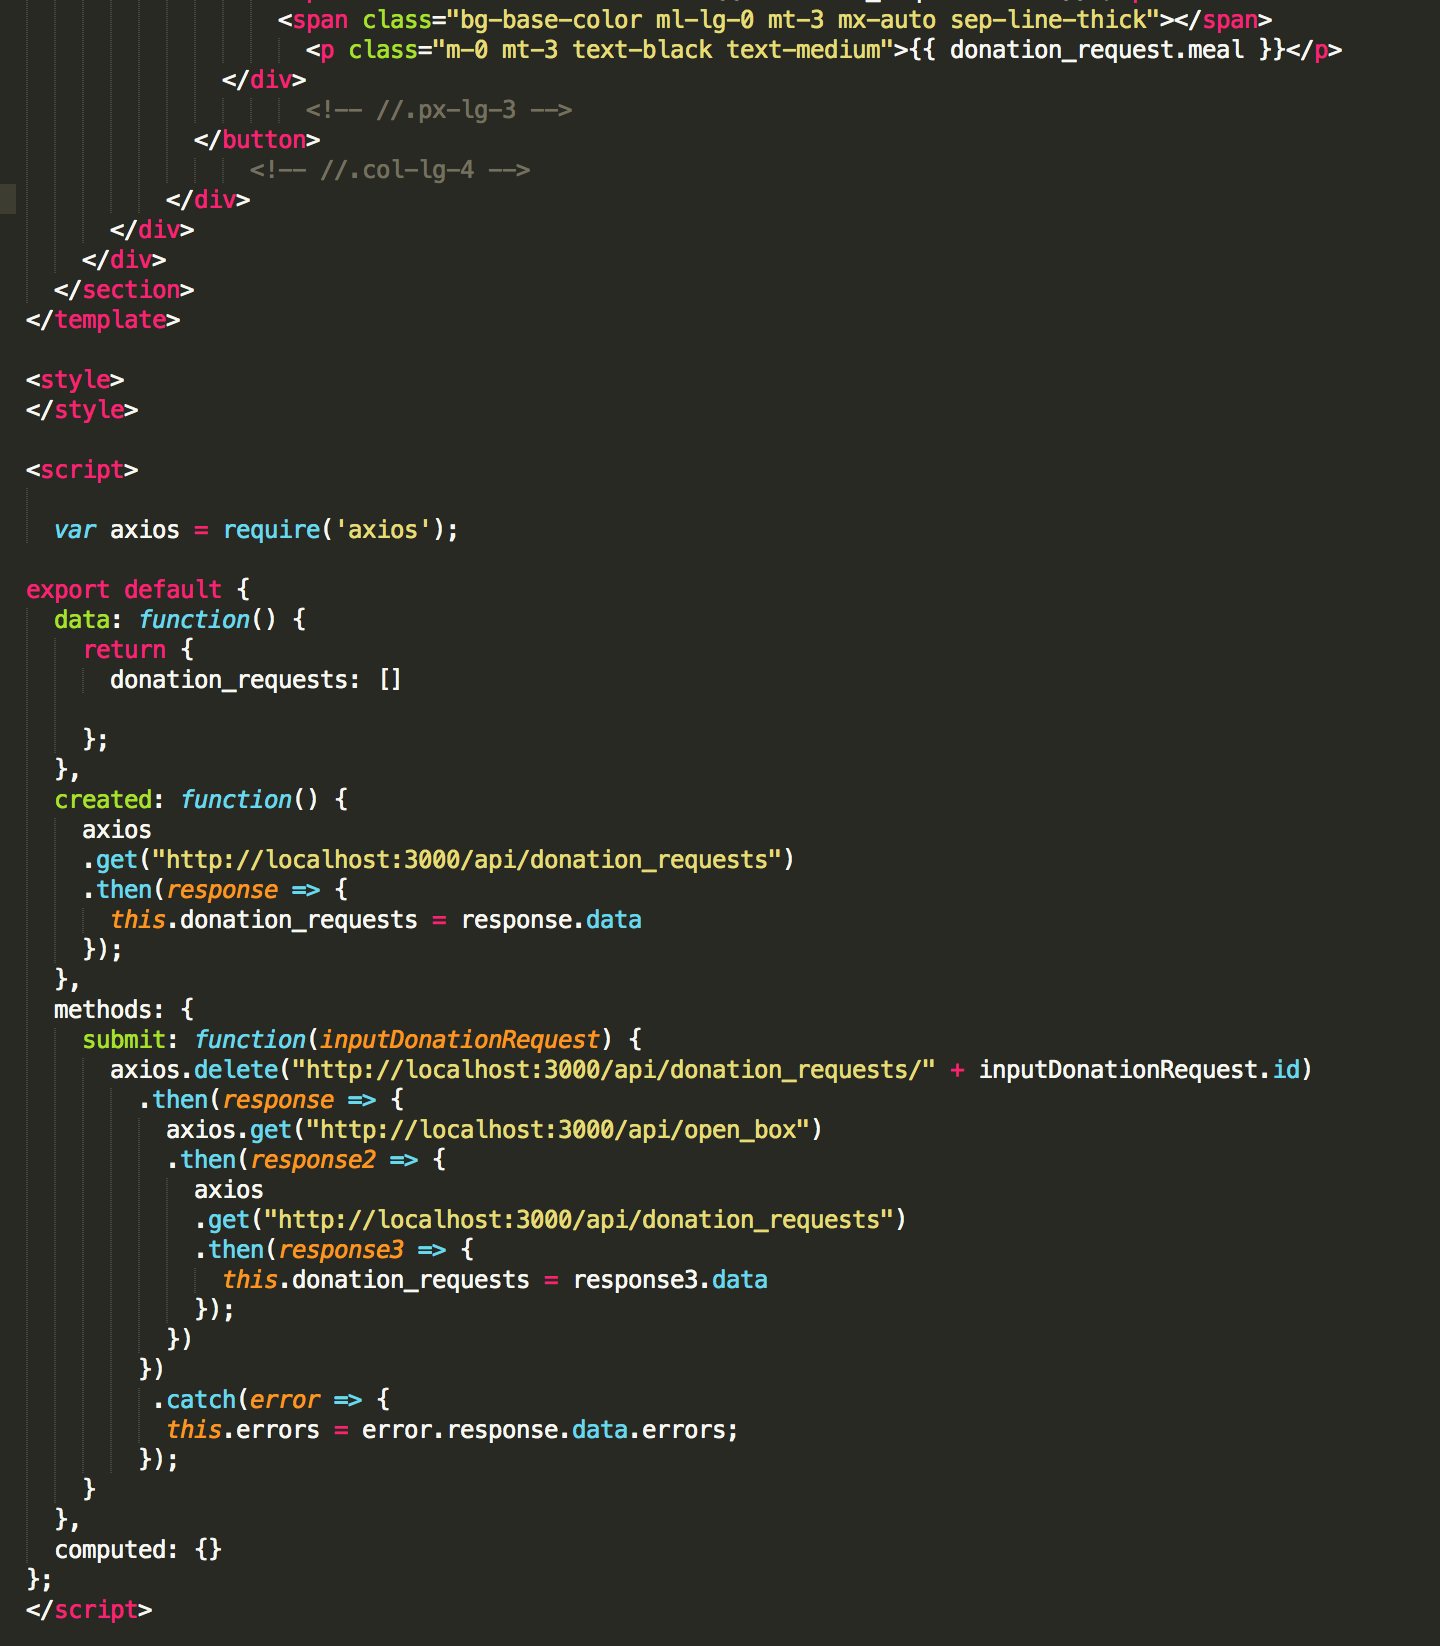 <span class="bg-base-color ml-lg-0 mt-3 mx-auto sep-line-thick"></span>
<p class="m-0 mt-3 text-black text-medium">{{ donation_request.meal }}</p>
</div>
<!-- //.px-lg-3 -->
</button>
<!-- //.col-lg-4 -->
</div>
</div>
</div>
</section>
</template>
<style>
</style>
<script>
var axios = require('axios');
export default {
data: function() {
return {
donation_requests: []
};
},
created: function() {
axios
.get("http://localhost:3000/api/donation_requests")
.then(response => {
this.donation_requests = response.data
});
},
methods: {
submit: function(inputDonationRequest) {
axios.delete("http://localhost:3000/api/donation_requests/" + inputDonationRequest.id)
.then(response => {
axios.get("http://localhost:3000/api/open_box")
.then(response2 => {
axios
.get("http://localhost:3000/api/donation_requests")
.then(response3 => {
this.donation_requests = response3.data
});
})
})
.catch(error => {
this.errors = error.response.data.errors;
});
}
},
computed: {}
};
</script>